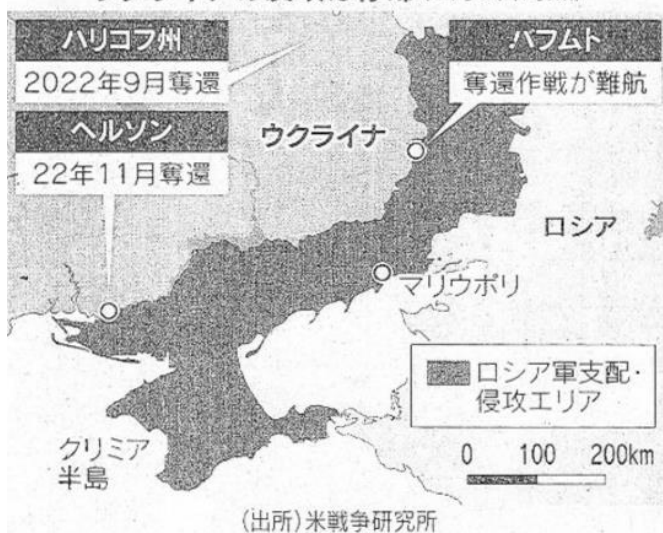 ハリコフ州
2022年9月奪還
ヘルソン
22年11月奪還
バフムト
奪還作戦が難航
ウクライナ
ロシア
マリウポリ
ロシア軍支配・
侵攻エリア
クリミア
半島
0 100 200km
(出所)米戦争研究所